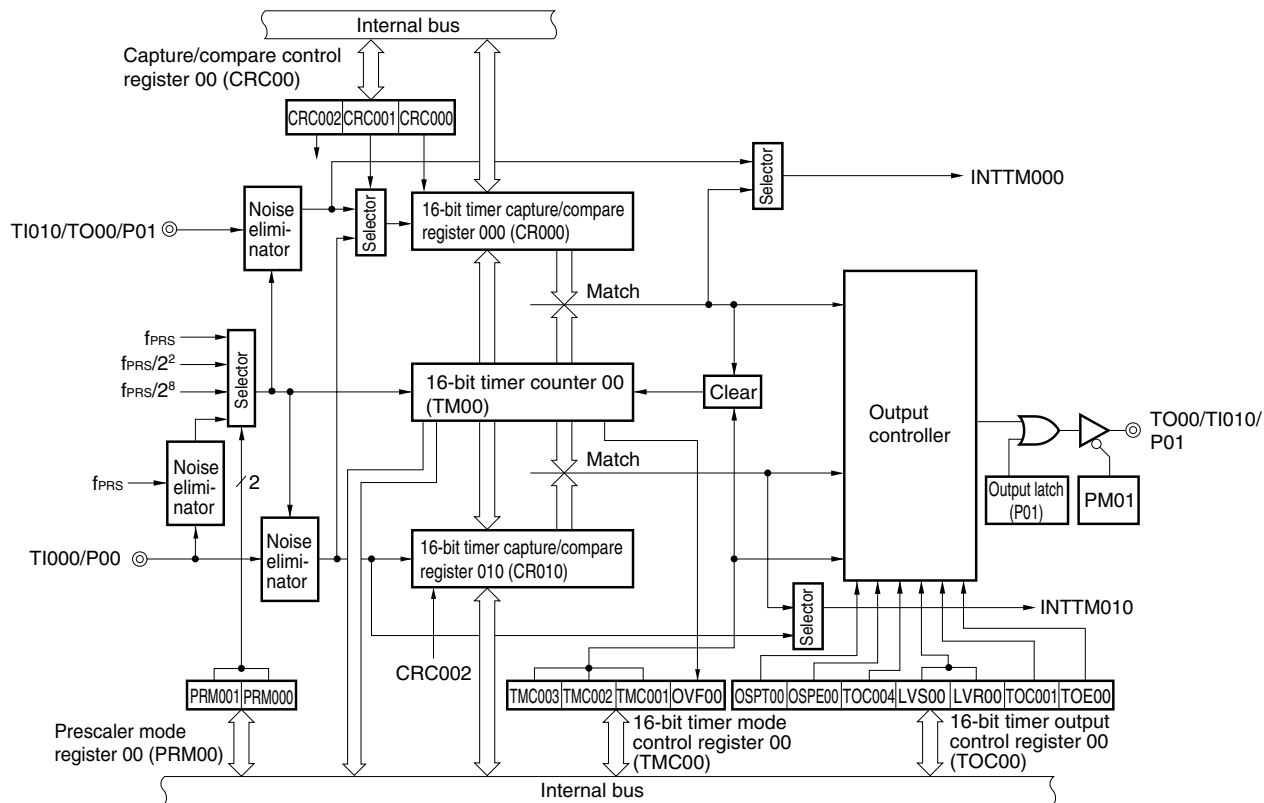 Internal bus
Capture/compare control
register 00 (CRC00)
CRC002 CRC001 CRC000
Selector
INTTM000
TI010/TO00/P01
Noise
elimi-
nator
Selector
16-bit timer capture/compare
register 000 (CR000)
Match
fPRS
fPRS/2²
fPRS/2⁸
Selector
16-bit timer counter 00
(TM00)
Clear
Output
controller
TO00/TI010/
P01
Output latch
(P01)
PM01
Match
fPRS
Noise
elimi-
nator
2
TI000/P00
Noise
elimi-
nator
16-bit timer capture/compare
register 010 (CR010)
Selector
INTTM010
CRC002
PRM001 PRM000
TMC003 TMC002 TMC001 OVF00
OSPT00 OSPE00 TOC004 LVS00 LVR00 TOC001 TOE00
Prescaler mode
register 00 (PRM00)
16-bit timer mode
control register 00
(TMC00)
16-bit timer output
control register 00
(TOC00)
Internal bus